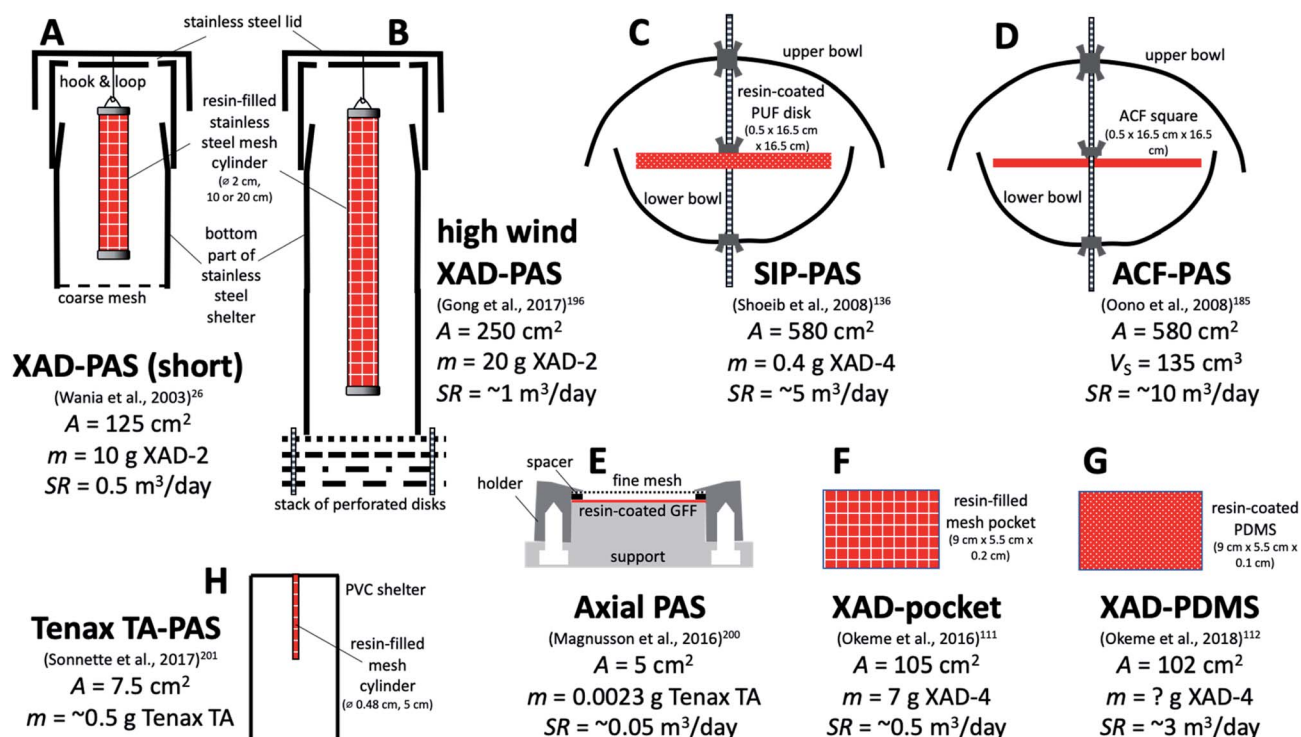 A
stainless steel lid
B
hook & loop
resin-filled
stainless
steel mesh
cylinder
(ø 2 cm,
10 or 20 cm)
bottom
part of
stainless
steel
shelter
coarse mesh
XAD-PAS (short)
(Wania et al., 2003)26
A = 125 cm2
m = 10 g XAD-2
SR = 0.5 m3/day
high wind
XAD-PAS
(Gong et al., 2017)196
A = 250 cm2
m = 20 g XAD-2
SR = ~1 m3/day
stack of perforated disks
C
upper bowl
resin-coated
PUF disk
(0.5 x 16.5 cm
x 16.5 cm)
lower bowl
SIP-PAS
(Shoeib et al., 2008)136
A = 580 cm2
m = 0.4 g XAD-4
SR = ~5 m3/day
D
upper bowl
ACF square
(0.5 x 16.5 cm x 16.5
cm)
lower bowl
ACF-PAS
(Oono et al., 2008)185
A = 580 cm2
VS = 135 cm3
SR = ~10 m3/day
E
spacer
holder
fine mesh
resin-coated GFF
support
Axial PAS
(Magnusson et al., 2016)200
A = 5 cm2
m = 0.0023 g Tenax TA
SR = ~0.05 m3/day
F
resin-filled
mesh pocket
(9 cm x 5.5 cm x
0.2 cm)
XAD-pocket
(Okeme et al., 2016)111
A = 105 cm2
m = 7 g XAD-4
SR = ~0.5 m3/day
G
resin-coated
PDMS
(9 cm x 5.5 cm x
0.1 cm)
XAD-PDMS
(Okeme et al., 2018)112
A = 102 cm2
m = ? g XAD-4
SR = ~3 m3/day
H
PVC shelter
resin-filled
mesh
cylinder
(ø 0.48 cm, 5 cm)
Tenax TA-PAS
(Sonnette et al., 2017)201
A = 7.5 cm2
m = ~0.5 g Tenax TA